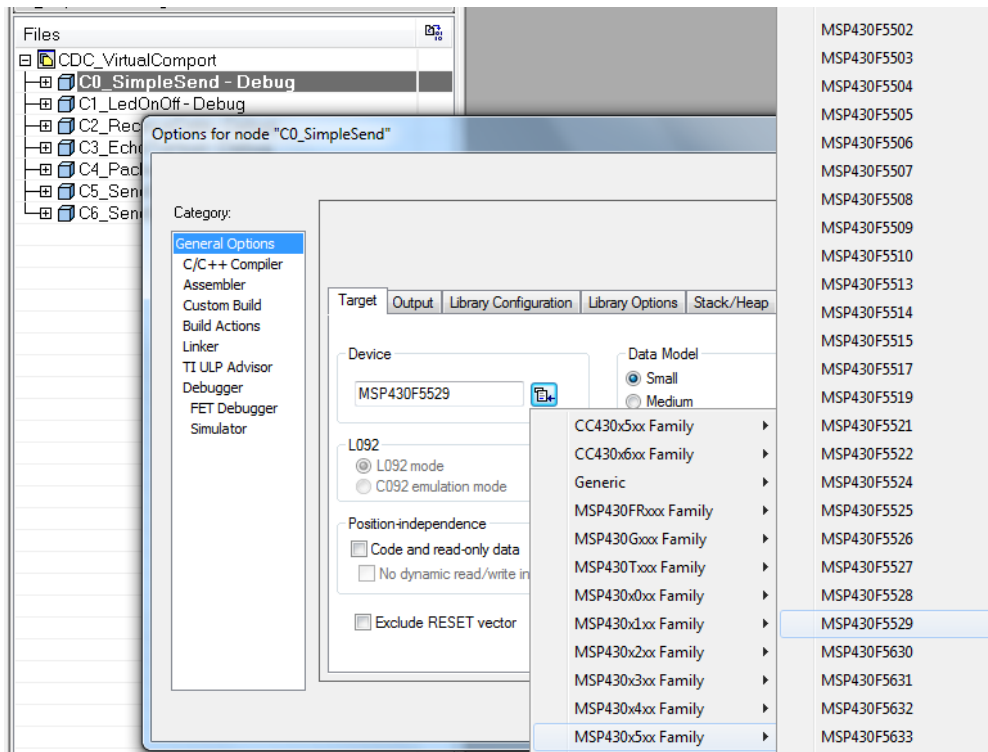 Files
CDC_VirtualComport
C0_SimpleSend - Debug
C1_LedOnOff - Debug
C2_Rec
C3_Echo
C4_Pac
C5_Sen
C6_Sen
Options for node "C0_SimpleSend"
Category:
General Options
C/C++ Compiler
Assembler
Custom Build
Build Actions
Linker
TI ULP Advisor
Debugger
FET Debugger
Simulator
Target Output Library Configuration Library Options Stack/Heap
Device
MSP430F5529
Data Model
Small
Medium
L092
L092 mode
C092 emulation mode
Position-independence
Code and read-only data
No dynamic read/write in
Exclude RESET vector
CC430x5xx Family
CC430x6xx Family
Generic
MSP430FRxxx Family
MSP430Gxxx Family
MSP430Txxx Family
MSP430x0xx Family
MSP430x1xx Family
MSP430x2xx Family
MSP430x3xx Family
MSP430x4xx Family
MSP430x5xx Family
MSP430F5502
MSP430F5503
MSP430F5504
MSP430F5505
MSP430F5506
MSP430F5507
MSP430F5508
MSP430F5509
MSP430F5510
MSP430F5513
MSP430F5514
MSP430F5515
MSP430F5517
MSP430F5519
MSP430F5521
MSP430F5522
MSP430F5524
MSP430F5525
MSP430F5526
MSP430F5527
MSP430F5528
MSP430F5529
MSP430F5630
MSP430F5631
MSP430F5632
MSP430F5633